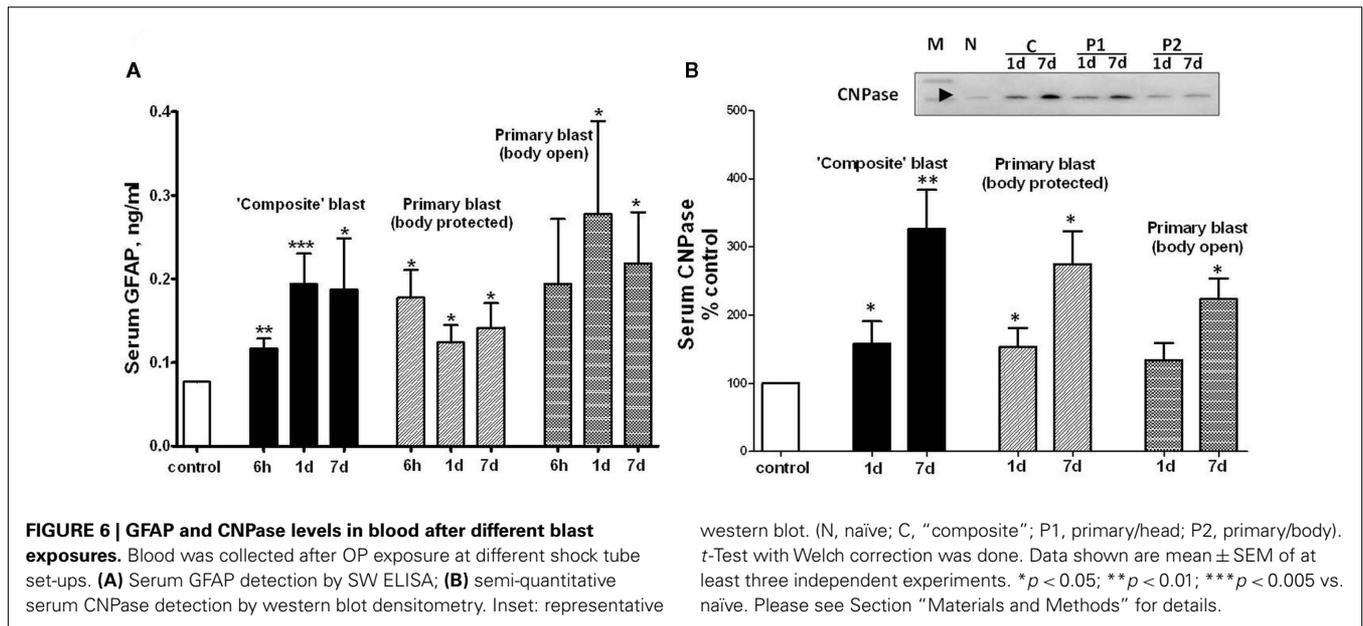 A
Serum GFAP, ng/ml
0.4
0.3
0.2
0.1
0.0
'Composite' blast
Primary blast
(body protected)
Primary blast
(body open)
** *** * * * * * *
control 6h 1d 7d 6h 1d 7d 6h 1d 7d
B
M N C P1 P2
1d 7d 1d 7d 1d 7d
CNPase
Serum CNPase
% control
500
400
300
200
100
0
'Composite' blast
Primary blast
(body protected)
Primary blast
(body open)
* ** * * *
control 1d 7d 1d 7d 1d 7d
FIGURE 6 | GFAP and CNPase levels in blood after different blast
exposures. Blood was collected after OP exposure at different shock tube
set-ups. (A) Serum GFAP detection by SW ELISA; (B) semi-quantitative
serum CNPase detection by western blot densitometry. Inset: representative
western blot. (N, naïve; C, “composite”; P1, primary/head; P2, primary/body).
t-Test with Welch correction was done. Data shown are mean ± SEM of at
least three independent experiments. *p < 0.05; **p < 0.01; ***p < 0.005 vs.
naïve. Please see Section “Materials and Methods” for details.